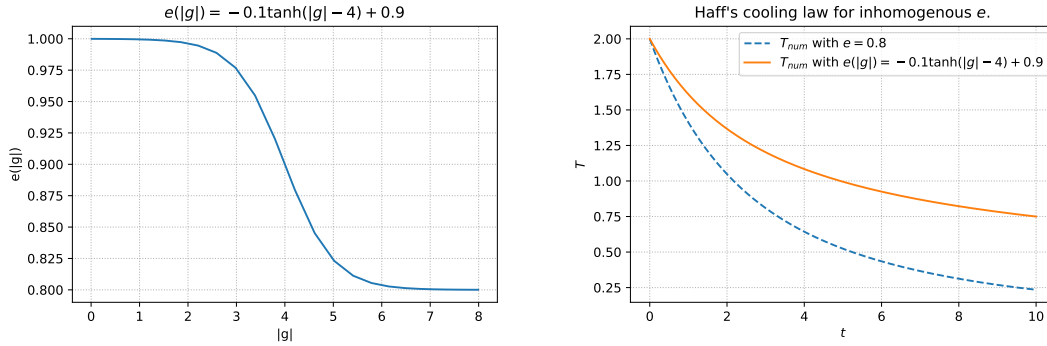 e(|g|) = −0.1tanh(|g| − 4) + 0.9
1.000
0.975
0.950
0.925
0.900
0.875
0.850
0.825
0.800
e(|g|)
0 1 2 3 4 5 6 7 8
|g|
Haff's cooling law for inhomogenous e.
2.00
1.75
1.50
1.25
1.00
0.75
0.50
0.25
T
T_num with e = 0.8
T_num with e(|g|) = −0.1tanh(|g| − 4) + 0.9
0 2 4 6 8 10
t